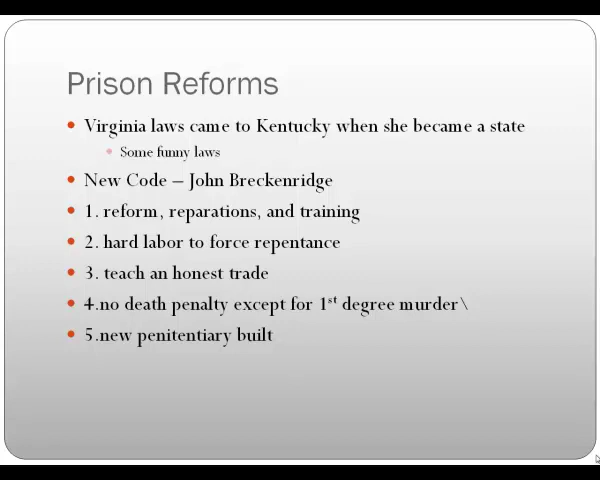 Prison Reforms
Virginia laws came to Kentucky when she became a state
Some funny laws
New Code – John Breckenridge
1. reform, reparations, and training
2. hard labor to force repentance
3. teach an honest trade
4.no death penalty except for 1st degree murder\
5.new penitentiary built